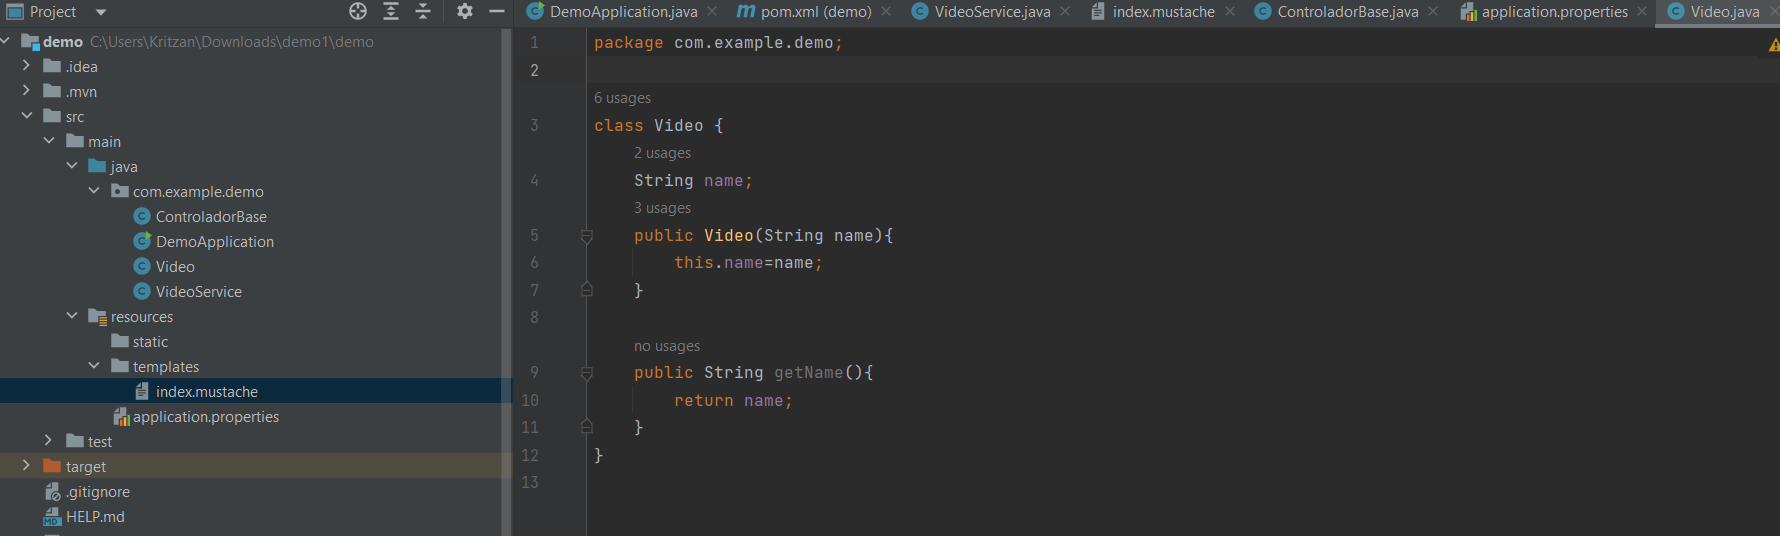 Project
demo C:\Users\Kritzan\Downloads\demo1\demo
.idea
.mvn
src
main
java
com.example.demo
ControladorBase
DemoApplication
Video
VideoService
resources
static
templates
index.mustache
application.properties
test
target
.gitignore
HELP.md
DemoApplication.java
pom.xml (demo)
VideoService.java
index.mustache
ControladorBase.java
application.properties
Video.java
1 package com.example.demo;
2
6 usages
3 class Video {
2 usages
4 String name;
3 usages
5 public Video(String name){
6 this.name=name;
7 }
8
no usages
9 public String getName(){
10 return name;
11 }
12 }
13